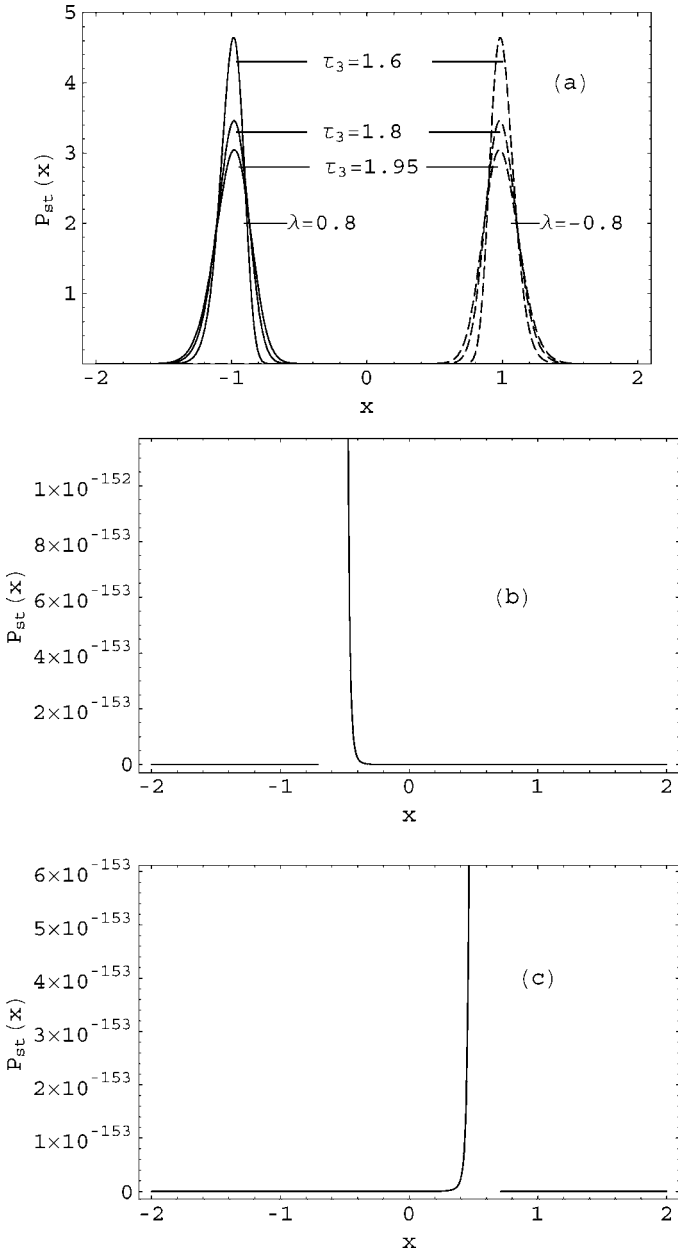 5
4
3
2
1
P_st(x)
τ₃=1.6
(a)
τ₃=1.8
τ₃=1.95
λ=0.8
λ=-0.8
-2 -1 0 1 2
x
1×10⁻¹⁵²
8×10⁻¹⁵³
6×10⁻¹⁵³
4×10⁻¹⁵³
2×10⁻¹⁵³
0
P_st(x)
(b)
-2 -1 0 1 2
x
6×10⁻¹⁵³
5×10⁻¹⁵³
4×10⁻¹⁵³
3×10⁻¹⁵³
2×10⁻¹⁵³
1×10⁻¹⁵³
0
P_st(x)
(c)
-2 -1 0 1 2
x